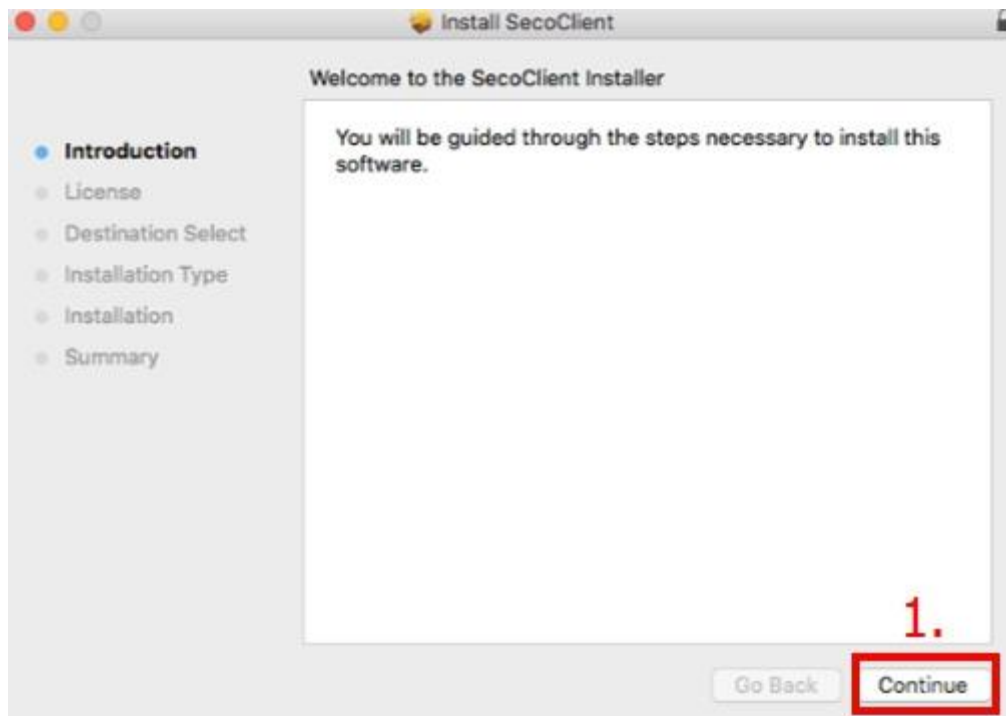 Install SecoClient
Welcome to the SecoClient Installer
You will be guided through the steps necessary to install this
software.
Introduction
License
Destination Select
Installation Type
Installation
Summary
1.
Go Back
Continue